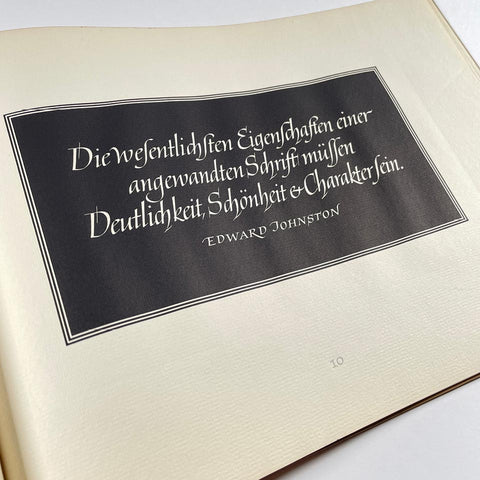 Die weſentlichſten Eigenſchaften einer
angewandten Schrift müſſen
Deutlichkeit, Schönheit & Charakter ſein.
EDWARD JOHNSTON
10